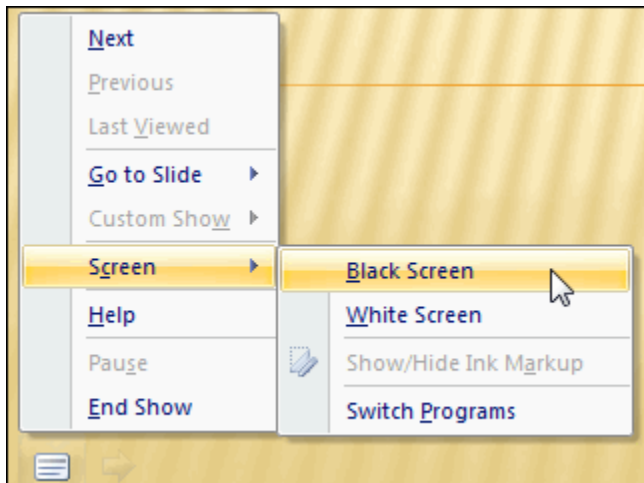 Next
Previous
Last Viewed
Go to Slide
Custom Show
Screen
Help
Pause
End Show
Black Screen
White Screen
Show/Hide Ink Markup
Switch Programs